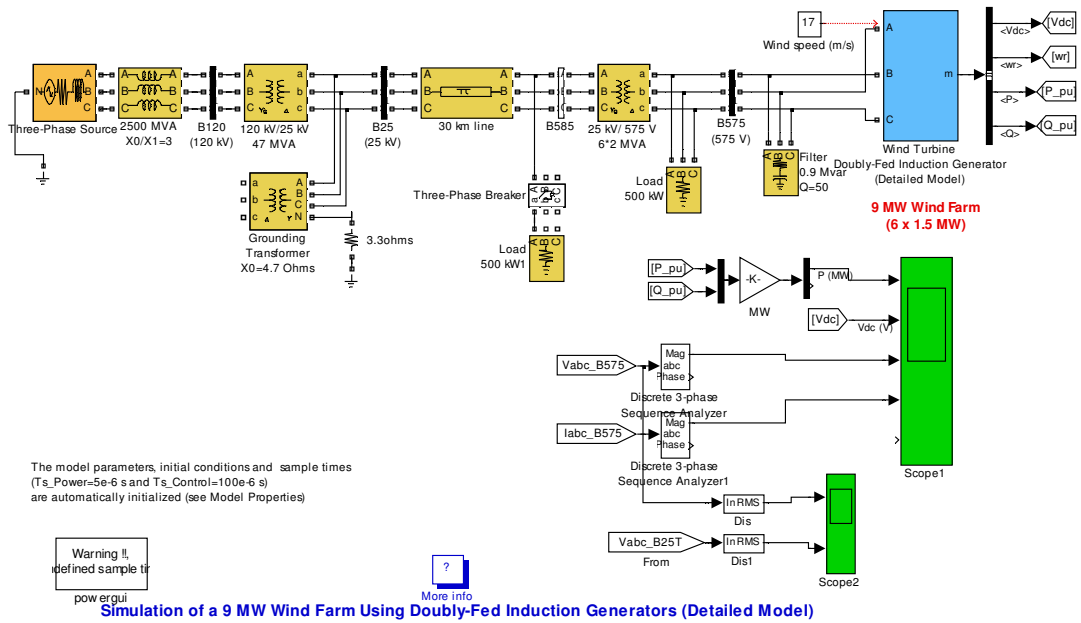 17
Wind speed (m/s)
A
B
C
m
<Vdc>
<wr>
<P>
<Q>
[Vdc]
[wr]
[P_pu]
[Q_pu]
Wind Turbine
Doubly-Fed Induction Generator
(Detailed Model)
9 MW Wind Farm
(6 x 1.5 MW)
N
A
B
C
Three-Phase Source
A
B
C
A
B
C
2500 MVA
X0/X1=3
B120
(120 kV)
A
B
C
a
b
c
120 kV/25 kV
47 MVA
B25
(25 kV)
A
B
C
A
B
C
30 km line
B585
A
B
C
a
b
c
25 kV/ 575 V
6*2 MVA
B575
(575 V)
a
b
c
A
B
C
N
Grounding
Transformer
X0=4.7 Ohms
3.3ohms
Three-Phase Breaker
A
B
C
a
b
c
A
B
C
Load
500 kW1
A
B
C
Load
500 kW
A
B
C
Filter
0.9 Mvar
Q=50
[P_pu]
[Q_pu]
-K-
MW
P (MW)
[Vdc]
Vdc (V)
Vabc_B575
Mag
abc
Phase
Discrete 3-phase
Sequence Analyzer
Iabc_B575
Mag
abc
Phase
Discrete 3-phase
Sequence Analyzer1
Scope1
In RMS
Dis
Vabc_B25T
From
In RMS
Dis1
Scope2
The model parameters, initial conditions and sample times
(Ts_Power=5e-6 s and Ts_Control=100e-6 s)
are automatically initialized (see Model Properties)
Warning !!,
defined sample tir
powergui
?
More info
Simulation of a 9 MW Wind Farm Using Doubly-Fed Induction Generators (Detailed Model)